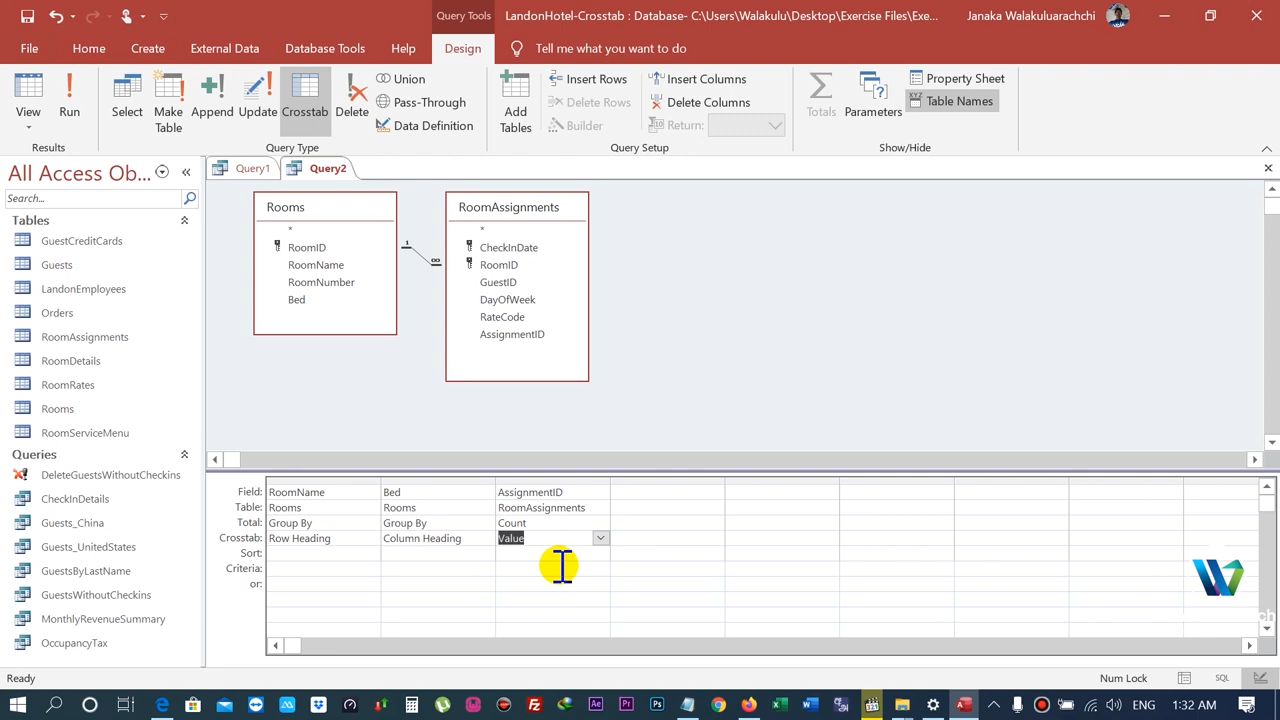 Query Tools
LandonHotel-Crosstab : Database- C:\Users\Walakulu\Desktop\Exercise Files\Exe...
Janaka Walakuluarachchi
File Home Create External Data Database Tools Help Design Tell me what you want to do
View
Run
Select
Make Table
Append
Update
Crosstab
Delete
Union
Pass-Through
Data Definition
Add Tables
Insert Rows
Delete Rows
Builder
Insert Columns
Delete Columns
Return:
Totals
Parameters
Property Sheet
Table Names
Results
Query Type
Query Setup
Show/Hide
All Access Ob...
Search...
Tables
GuestCreditCards
Guests
LandonEmployees
Orders
RoomAssignments
RoomDetails
RoomRates
Rooms
RoomServiceMenu
Queries
DeleteGuestsWithoutCheckins
CheckInDetails
Guests_China
Guests_UnitedStates
GuestsByLastName
GuestsWithoutCheckins
MonthlyRevenueSummary
OccupancyTax
Query1 Query2
Rooms
*
RoomID
RoomName
RoomNumber
Bed
1
∞
RoomAssignments
*
CheckInDate
RoomID
GuestID
DayOfWeek
RateCode
AssignmentID
Field: RoomName Bed AssignmentID
Table: Rooms Rooms RoomAssignments
Total: Group By Group By Count
Crosstab: Row Heading Column Heading Value
Sort:
Criteria:
or:
Ready
Num Lock
SQL
ENG 1:32 AM